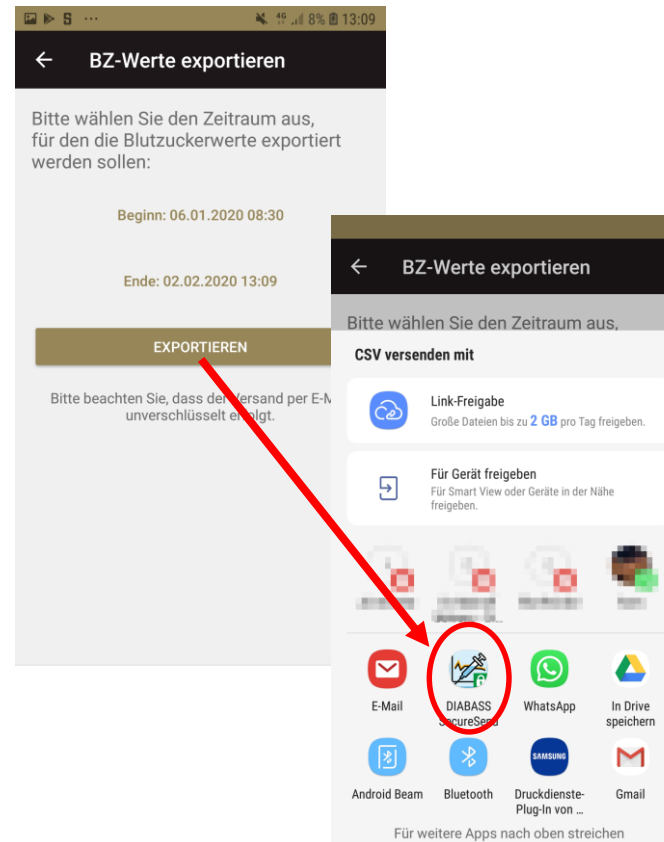 8% 13:09
BZ-Werte exportieren
Bitte wählen Sie den Zeitraum aus,
für den die Blutzuckerwerte exportiert
werden sollen:
Beginn: 06.01.2020 08:30
Ende: 02.02.2020 13:09
EXPORTIEREN
Bitte beachten Sie, dass der Versand per E-M
unverschlüsselt erfolgt.
BZ-Werte exportieren
Bitte wählen Sie den Zeitraum aus,
CSV versenden mit
Link-Freigabe
Große Dateien bis zu 2 GB pro Tag freigeben.
Für Gerät freigeben
Für Smart View oder Geräte in der Nähe
freigeben.
E-Mail
DIABASS
SecureSend
WhatsApp
In Drive
speichern
Android Beam
Bluetooth
SAMSUNG
Druckdienste-
Plug-In von ...
Gmail
Für weitere Apps nach oben streichen